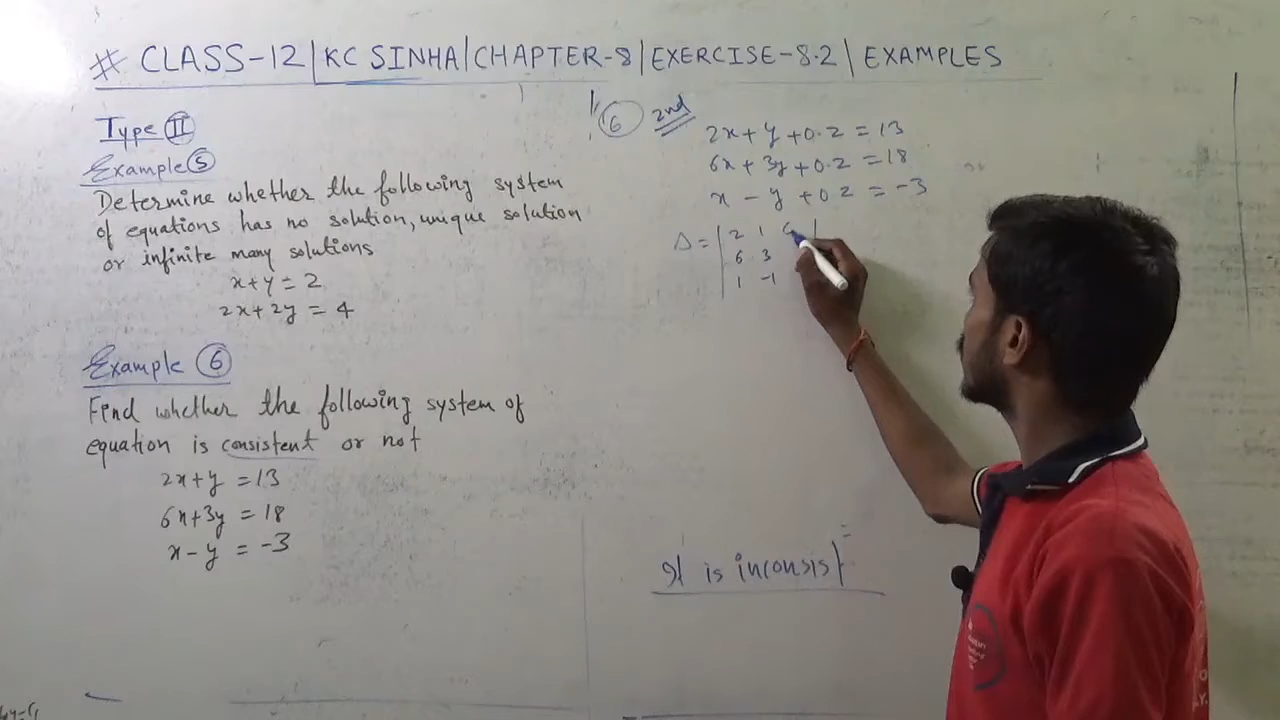 # CLASS-12 | KC SINHA | CHAPTER-8 | EXERCISE-8.2 | EXAMPLES
Type II
Example 5
Determine whether the following system
of equations has no solution, unique solution
or infinite many solutions
x + y = 2
2x + 2y = 4
Example 6
Find whether the following system of
equation is consistent or not
2x + y = 13
6x + 3y = 18
x - y = -3
6 2nd
2x + y + 0.z = 13
6x + 3y + 0.z = 18
x - y + 0 z = -3
Δ = | 2 1 0 |
6 3
1 -1
It is inconsist